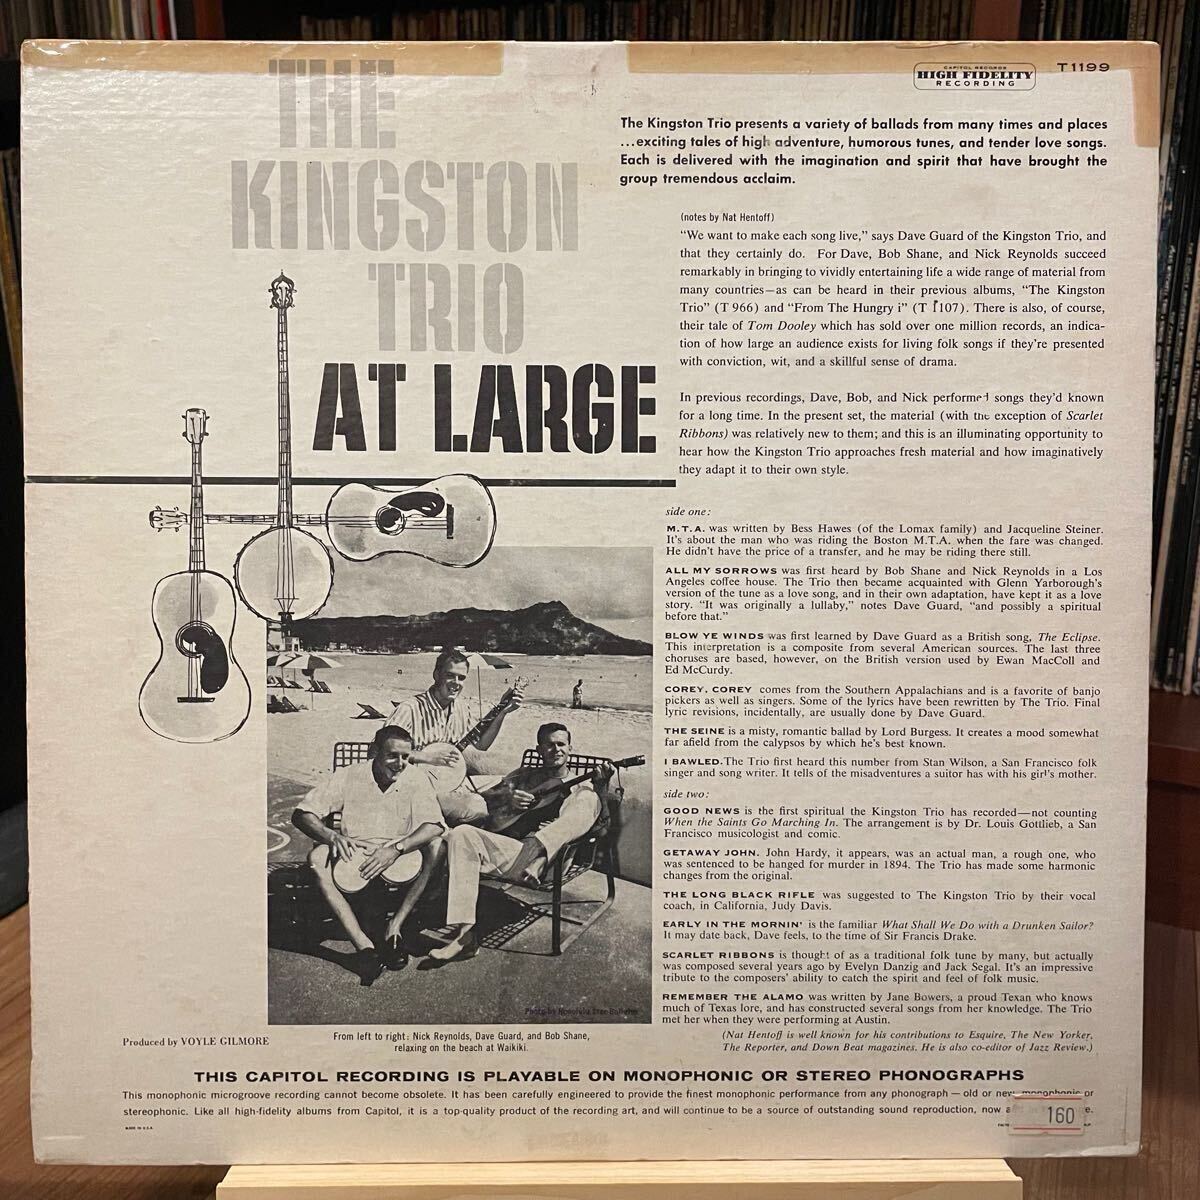 THE
KINGSTON
TRIO
AT LARGE
CAPITOL RECORDS
HIGH FIDELITY
RECORDING
T1199
The Kingston Trio presents a variety of ballads from many times and places
...exciting tales of high adventure, humorous tunes, and tender love songs.
Each is delivered with the imagination and spirit that have brought the
group tremendous acclaim.
(notes by Nat Hentoff)
“We want to make each song live,” says Dave Guard of the Kingston Trio, and
that they certainly do. For Dave, Bob Shane, and Nick Reynolds succeed
remarkably in bringing to vividly entertaining life a wide range of material from
many countries—as can be heard in their previous albums, “The Kingston
Trio” (T 966) and “From The Hungry i” (T 1107). There is also, of course,
their tale of Tom Dooley which has sold over one million records, an indica-
tion of how large an audience exists for living folk songs if they're presented
with conviction, wit, and a skillful sense of drama.
In previous recordings, Dave, Bob, and Nick performed songs they'd known
for a long time. In the present set, the material (with the exception of Scarlet
Ribbons) was relatively new to them; and this is an illuminating opportunity to
hear how the Kingston Trio approaches fresh material and how imaginatively
they adapt it to their own style.
side one:
M.T.A. was written by Bess Hawes (of the Lomax family) and Jacqueline Steiner.
It's about the man who was riding the Boston M.T.A. when the fare was changed.
He didn't have the price of a transfer, and he may be riding there still.
ALL MY SORROWS was first heard by Bob Shane and Nick Reynolds in a Los
Angeles coffee house. The Trio then became acquainted with Glenn Yarborough's
version of the tune as a love song, and in their own adaptation, have kept it as a love
story. “It was originally a lullaby,” notes Dave Guard, “and possibly a spiritual
before that.”
BLOW YE WINDS was first learned by Dave Guard as a British song, The Eclipse.
This interpretation is a composite from several American sources. The last three
choruses are based, however, on the British version used by Ewan MacColl and
Ed McCurdy.
COREY, COREY comes from the Southern Appalachians and is a favorite of banjo
pickers as well as singers. Some of the lyrics have been rewritten by The Trio. Final
lyric revisions, incidentally, are usually done by Dave Guard.
THE SEINE is a misty, romantic ballad by Lord Burgess. It creates a mood somewhat
far afield from the calypsos by which he's best known.
I BAWLED. The Trio first heard this number from Stan Wilson, a San Francisco folk
singer and song writer. It tells of the misadventures a suitor has with his girl's mother.
side two:
GOOD NEWS is the first spiritual the Kingston Trio has recorded—not counting
When the Saints Go Marching In. The arrangement is by Dr. Louis Gottlieb, a San
Francisco musicologist and comic.
GETAWAY JOHN. John Hardy, it appears, was an actual man, a rough one, who
was sentenced to be hanged for murder in 1894. The Trio has made some harmonic
changes from the original.
THE LONG BLACK RIFLE was suggested to The Kingston Trio by their vocal
coach, in California, Judy Davis.
EARLY IN THE MORNIN' is the familiar What Shall We Do with a Drunken Sailor?
It may date back, Dave feels, to the time of Sir Francis Drake.
SCARLET RIBBONS is thought of as a traditional folk tune by many, but actually
was composed several years ago by Evelyn Danzig and Jack Segal. It's an impressive
tribute to the composers' ability to catch the spirit and feel of folk music.
REMEMBER THE ALAMO was written by Jane Bowers, a proud Texan who knows
much of Texas lore, and has constructed several songs from her knowledge. The Trio
met her when they were performing at Austin.
(Nat Hentoff is well known for his contributions to Esquire, The New Yorker,
The Reporter, and Down Beat magazines. He is also co-editor of Jazz Review.)
Photo by Honolulu Star-Bulletin
Produced by VOYLE GILMORE
From left to right: Nick Reynolds, Dave Guard, and Bob Shane,
relaxing on the beach at Waikiki.
THIS CAPITOL RECORDING IS PLAYABLE ON MONOPHONIC OR STEREO PHONOGRAPHS
This monophonic microgroove recording cannot become obsolete. It has been carefully engineered to provide the finest monophonic performance from any phonograph — old or new, monophonic or
stereophonic. Like all high-fidelity albums from Capitol, it is a top-quality product of the recording art, and will continue to be a source of outstanding sound reproduction, now
MADE IN U.S.A.
160